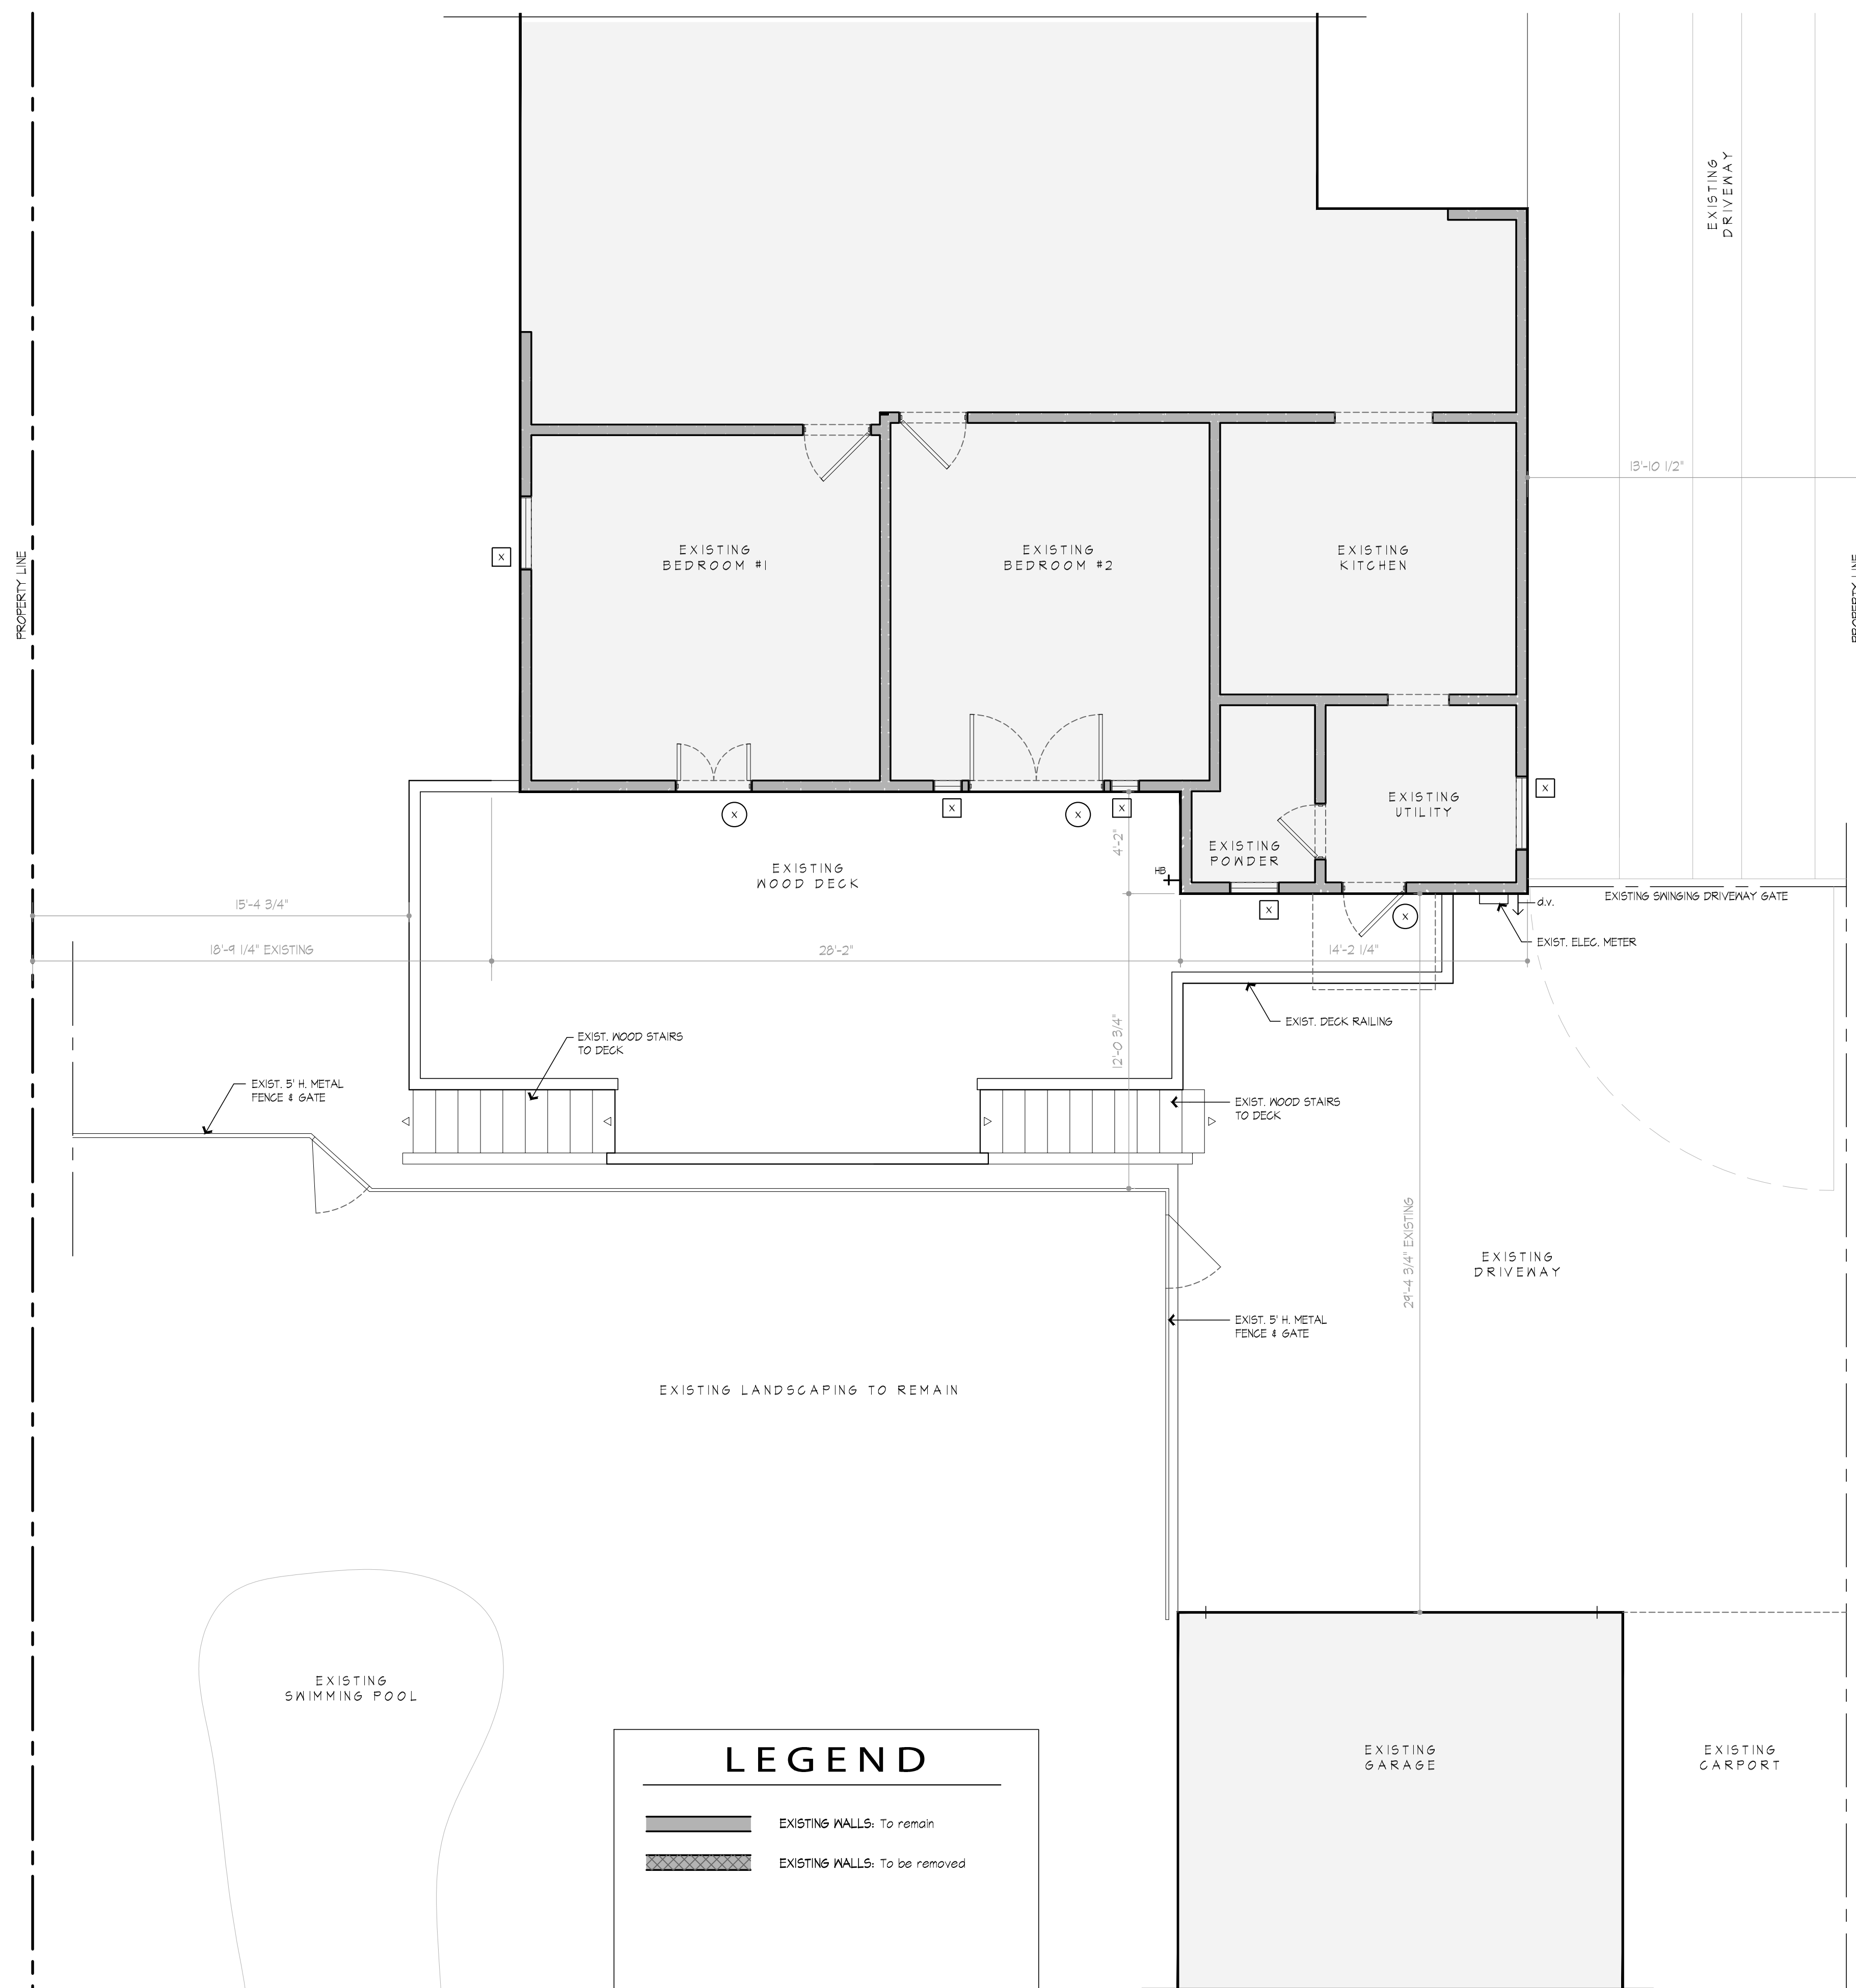 EXISTING
DRIVEWAY
13'-10 1/2"
PROPERTY LINE
PROPERTY LINE
EXISTING
BEDROOM #1
EXISTING
BEDROOM #2
EXISTING
KITCHEN
X
X
X
X
X
X
EXISTING
UTILITY
EXISTING
POWDER
4'-2"
HB
EXISTING
WOOD DECK
X
X
EXISTING SWINGING DRIVEWAY GATE
d.v.
EXIST. ELEC. METER
15'-4 3/4"
18'-9 1/4" EXISTING
28'-2"
14'-2 1/4"
EXIST. DECK RAILING
12'-0 3/4"
EXIST. WOOD STAIRS
TO DECK
EXIST. 5' H. METAL
FENCE & GATE
EXIST. WOOD STAIRS
TO DECK
29'-4 3/4" EXISTING
EXISTING
DRIVEWAY
EXIST. 5' H. METAL
FENCE & GATE
EXISTING LANDSCAPING TO REMAIN
EXISTING
SWIMMING POOL
EXISTING
GARAGE
EXISTING
CARPORT
LEGEND
EXISTING WALLS: To remain
EXISTING WALLS: To be removed